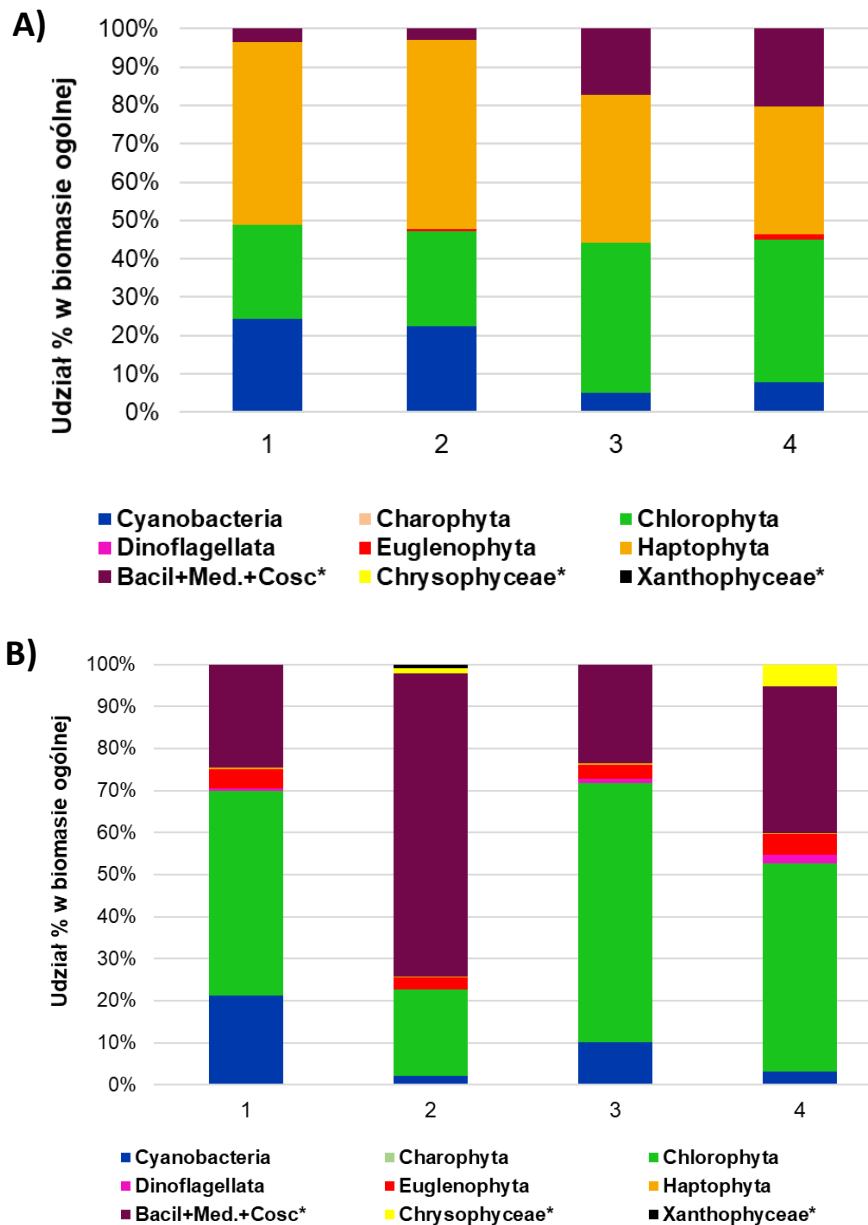 A)
Udział % w biomasie ogólnej
100%
90%
80%
70%
60%
50%
40%
30%
20%
10%
0%
1 2 3 4
Cyanobacteria Charophyta Chlorophyta
Dinoflagellata Euglenophyta Haptophyta
Bacil+Med.+Cosc* Chrysophyceae* Xanthophyceae*
B)
Udział % w biomasie ogólnej
100%
90%
80%
70%
60%
50%
40%
30%
20%
10%
0%
1 2 3 4
Cyanobacteria Charophyta Chlorophyta
Dinoflagellata Euglenophyta Haptophyta
Bacil+Med.+Cosc* Chrysophyceae* Xanthophyceae*